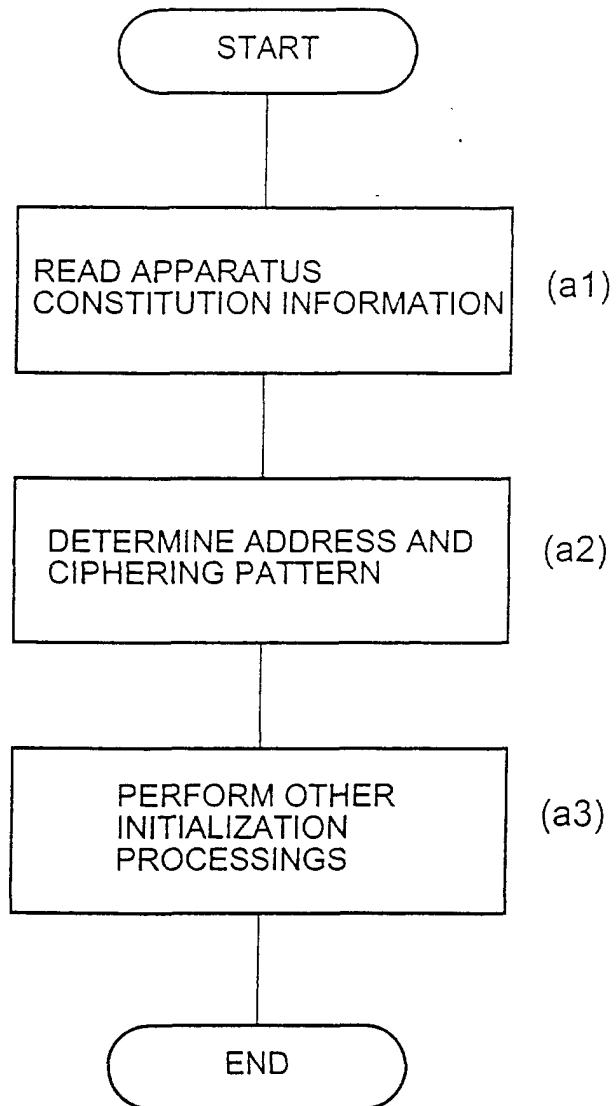 START
READ APPARATUS
CONSTITUTION INFORMATION
(a1)
DETERMINE ADDRESS AND
CIPHERING PATTERN
(a2)
PERFORM OTHER
INITIALIZATION
PROCESSINGS
(a3)
END